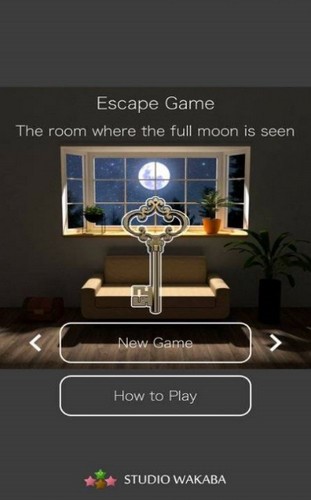 Escape Game
The room where the full moon is seen
New Game
How to Play
STUDIO WAKABA